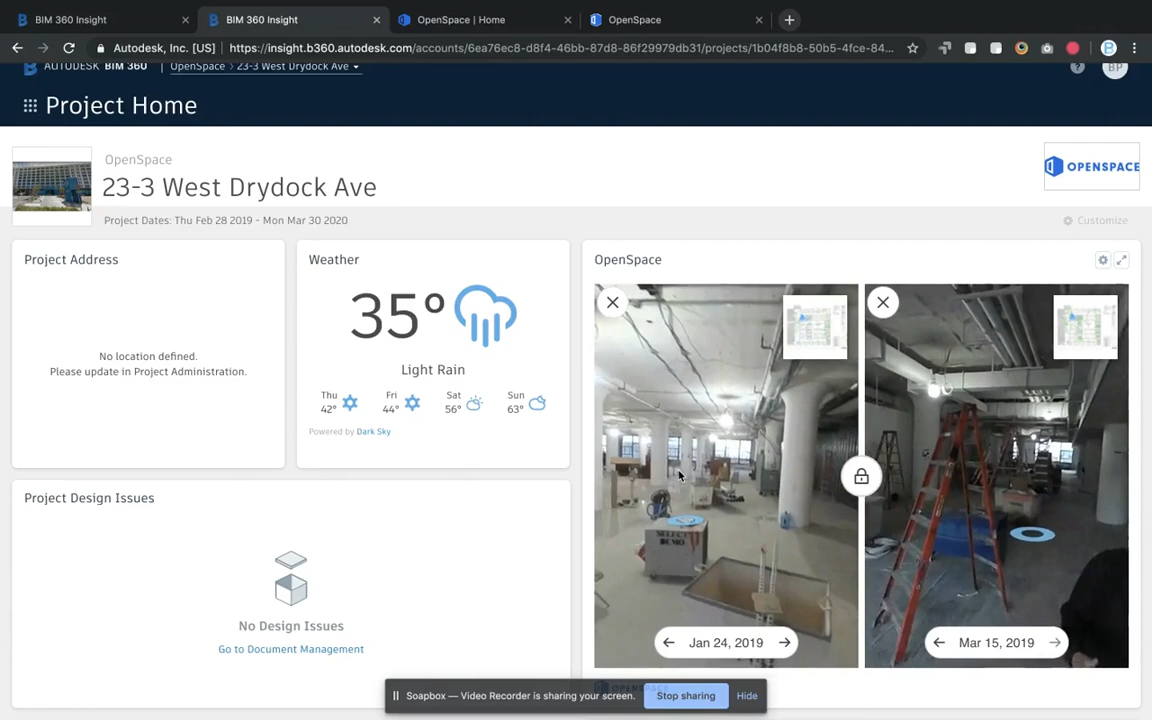 BIM 360 Insight
BIM 360 Insight
OpenSpace | Home
OpenSpace
Autodesk, Inc. [US] | https://insight.b360.autodesk.com/accounts/6ea76ec8-d8f4-46bb-87d8-86f29979db31/projects/1b04f8b8-50b5-4fce-84...
AUTODESK BIM 360
OpenSpace > 23-3 West Drydock Ave
?
BP
Project Home
OpenSpace
23-3 West Drydock Ave
OPENSPACE
Project Dates: Thu Feb 28 2019 - Mon Mar 30 2020
Customize
Project Address
No location defined.
Please update in Project Administration.
Weather
35°
Light Rain
Thu Fri Sat Sun
42° 44° 56° 63°
Powered by Dark Sky
OpenSpace
SELECT
DEMO
Jan 24, 2019
Mar 15, 2019
OPENSPACE
Project Design Issues
No Design Issues
Go to Document Management
Soapbox — Video Recorder is sharing your screen.
Stop sharing
Hide